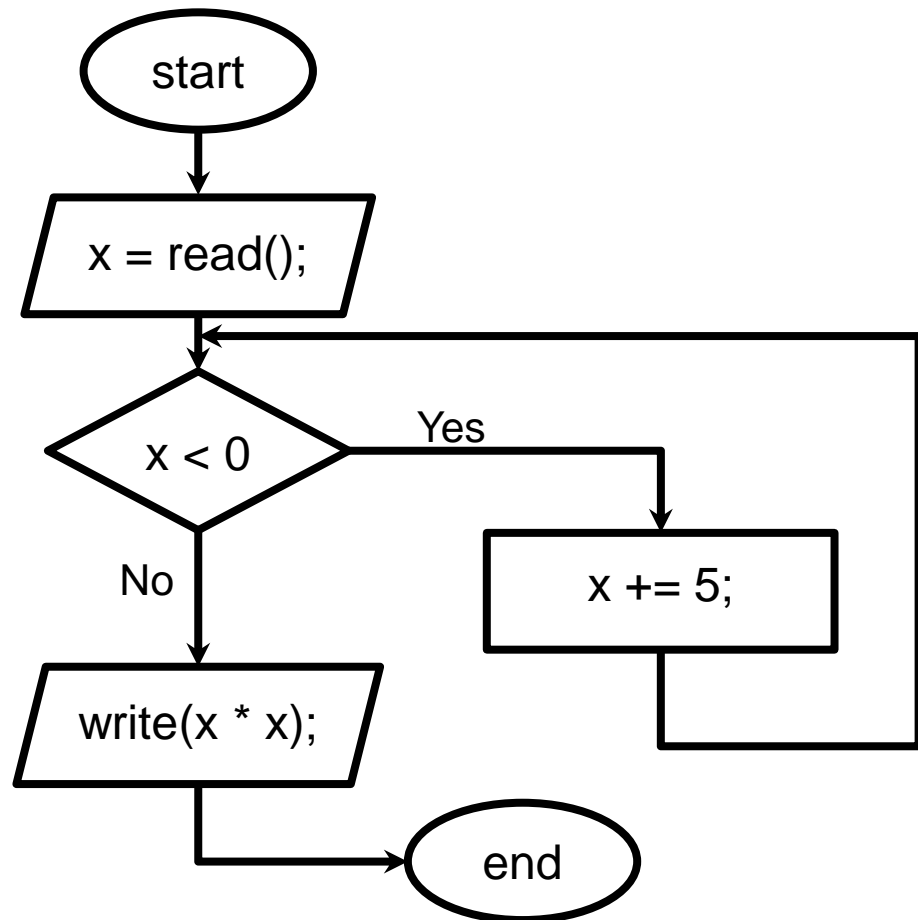 start
x = read();
x < 0
Yes
No
x += 5;
write(x * x);
end